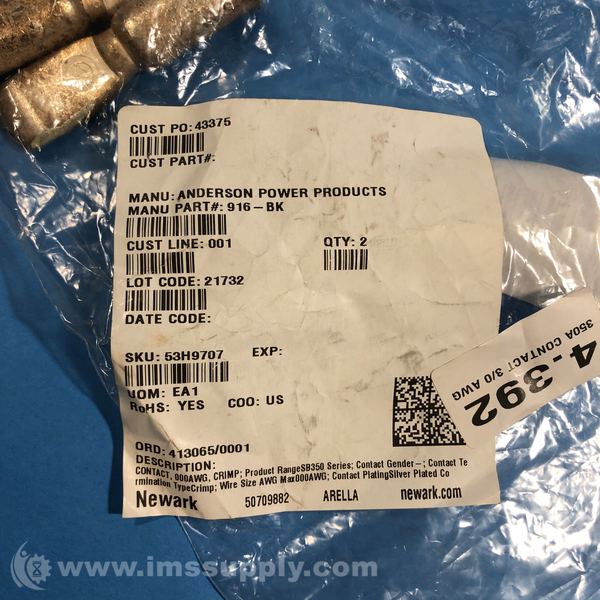 CUST PO: 43375
CUST PART#:
MANU: ANDERSON POWER PRODUCTS
MANU PART#: 916-BK
CUST LINE: 001 QTY: 2
LOT CODE: 21732
DATE CODE:
SKU: 53H9707 EXP:
UOM: EA1
RoHS: YES COO: US
ORD: 413065/0001
DESCRIPTION:
CONTACT, 000AWG, CRIMP; Product RangeSB350 Series; Contact Gender-; Contact Te
rmination TypeCrimp; Wire Size AWG Max000AWG; Contact PlatingSilver Plated Co
Newark 50709882 ARELLA newark.com
4-392
350A CONTACT 3/0 AWG
www.imssupply.com